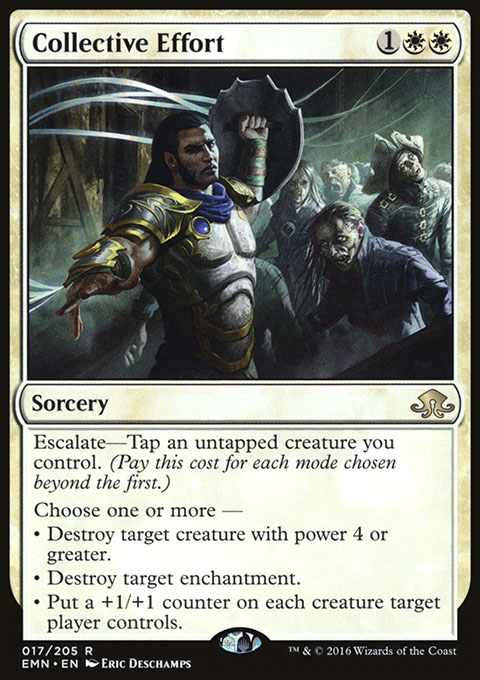 Collective Effort 1
Sorcery
Escalate—Tap an untapped creature you
control. (Pay this cost for each mode chosen
beyond the first.)
Choose one or more —
• Destroy target creature with power 4 or
greater.
• Destroy target enchantment.
• Put a +1/+1 counter on each creature target
player controls.
017/205 R
EMN • EN Eric Deschamps
™ & © 2016 Wizards of the Coast